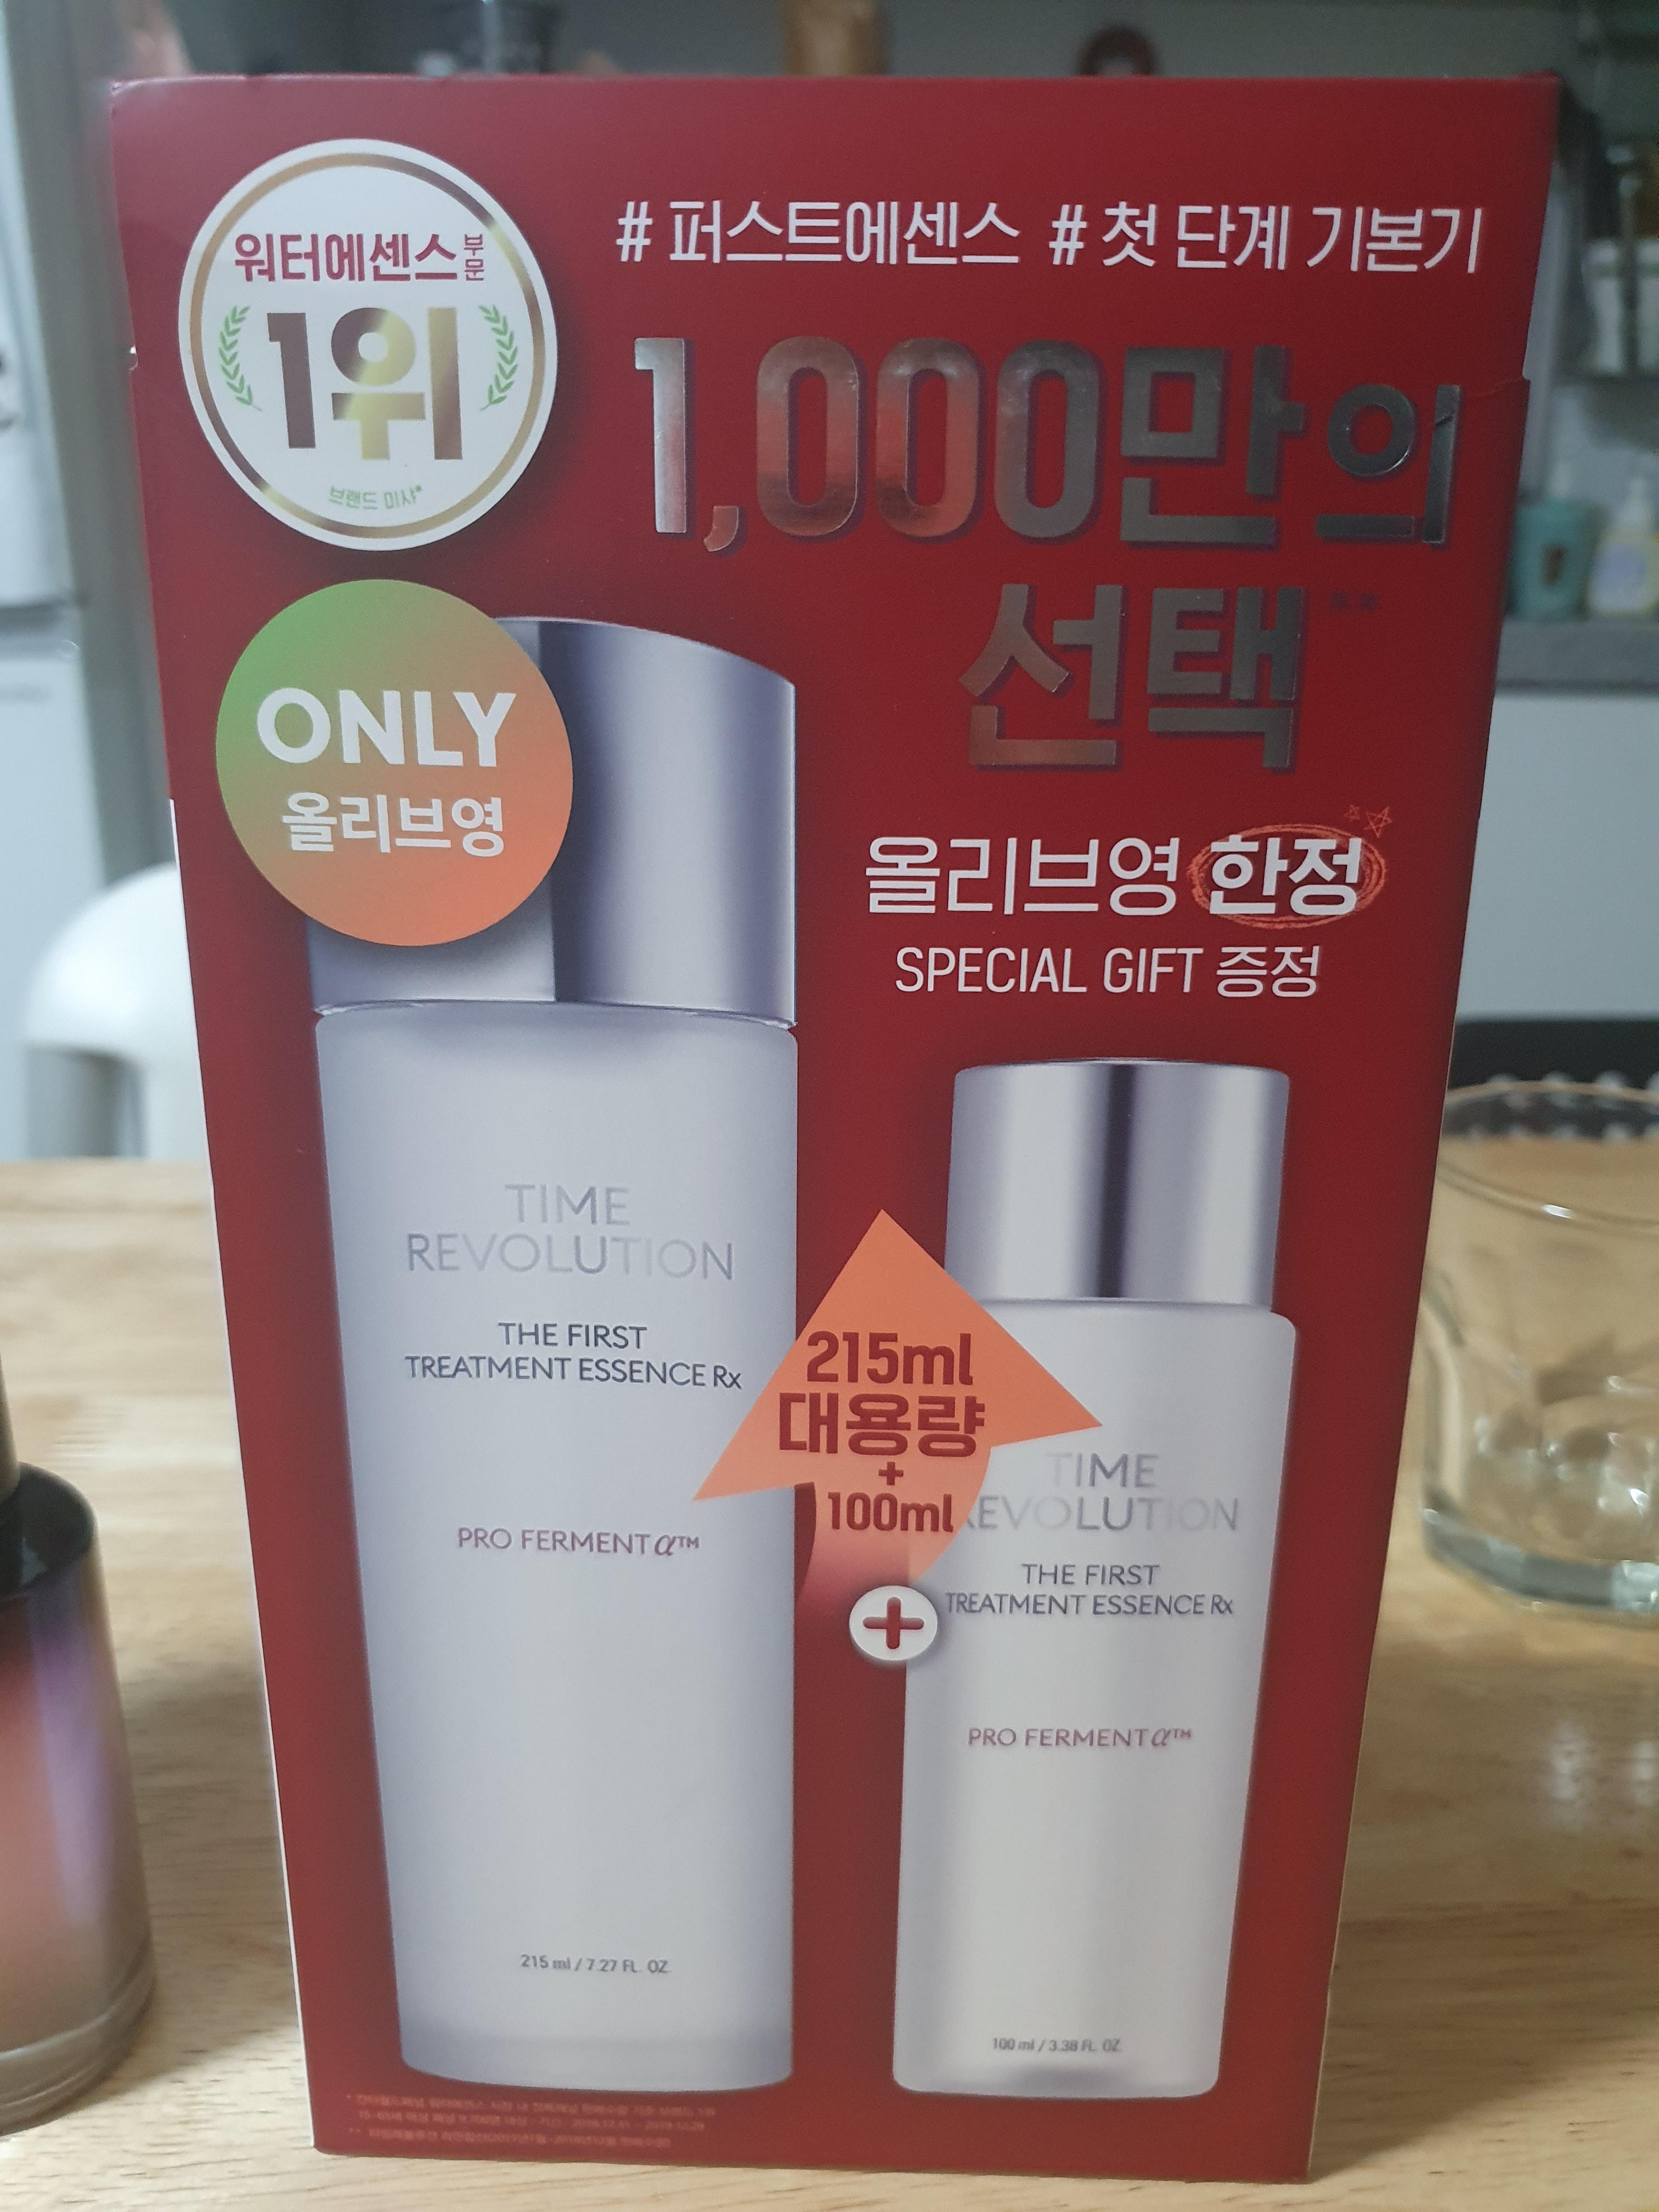 워터에센스 부문
1위
브랜드 미샤*
# 퍼스트에센스 # 첫 단계 기본기
1,000만의
선택**
ONLY
올리브영
올리브영 한정
SPECIAL GIFT 증정
TIME
REVOLUTION
THE FIRST
TREATMENT ESSENCE Rx
PRO FERMENT α™
215 ml / 7.27 FL. OZ.
215ml
대용량
+
100ml
+
TIME
REVOLUTION
THE FIRST
TREATMENT ESSENCE Rx
PRO FERMENT α™
100 ml / 3.38 FL. OZ.